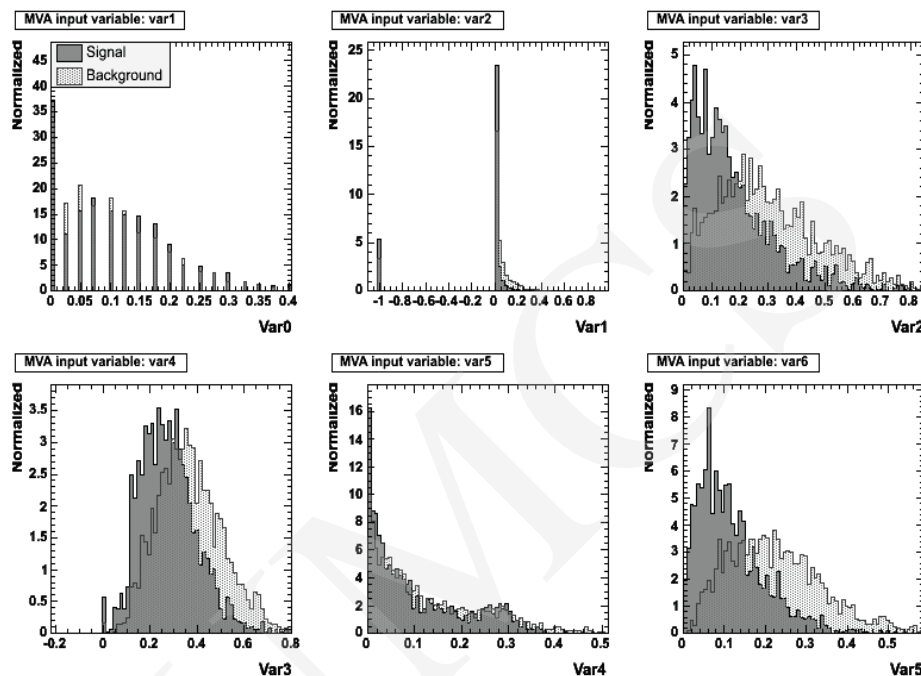 MVA input variable: var1
MVA input variable: var2
MVA input variable: var3
Normalized
45
40
35
30
25
20
15
10
5
0
Signal
Background
0 0.05 0.1 0.15 0.2 0.25 0.3 0.35 0.4
Var0
Normalized
25
20
15
10
5
0
-1 -0.8 -0.6 -0.4 -0.2 0 0.2 0.4 0.6 0.8
Var1
Normalized
5
4
3
2
1
0
0 0.1 0.2 0.3 0.4 0.5 0.6 0.7 0.8
Var2
MVA input variable: var4
MVA input variable: var5
MVA input variable: var6
Normalized
3.5
3
2.5
2
1.5
1
0.5
0
-0.2 0 0.2 0.4 0.6 0.8
Var3
Normalized
16
14
12
10
8
6
4
2
0
0 0.1 0.2 0.3 0.4 0.5
Var4
Normalized
9
8
7
6
5
4
3
2
1
0
0 0.1 0.2 0.3 0.4 0.5 0.6
Var5